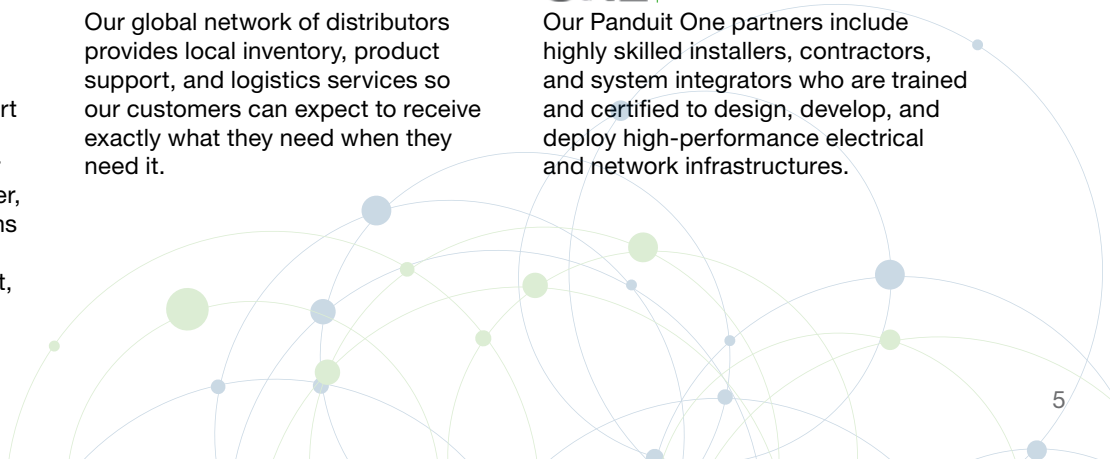 rt
er,
ns
t,
Our global network of distributors
provides local inventory, product
support, and logistics services so
our customers can expect to receive
exactly what they need when they
need it.
Our Panduit One partners include
highly skilled installers, contractors,
and system integrators who are trained
and certified to design, develop, and
deploy high-performance electrical
and network infrastructures.
5